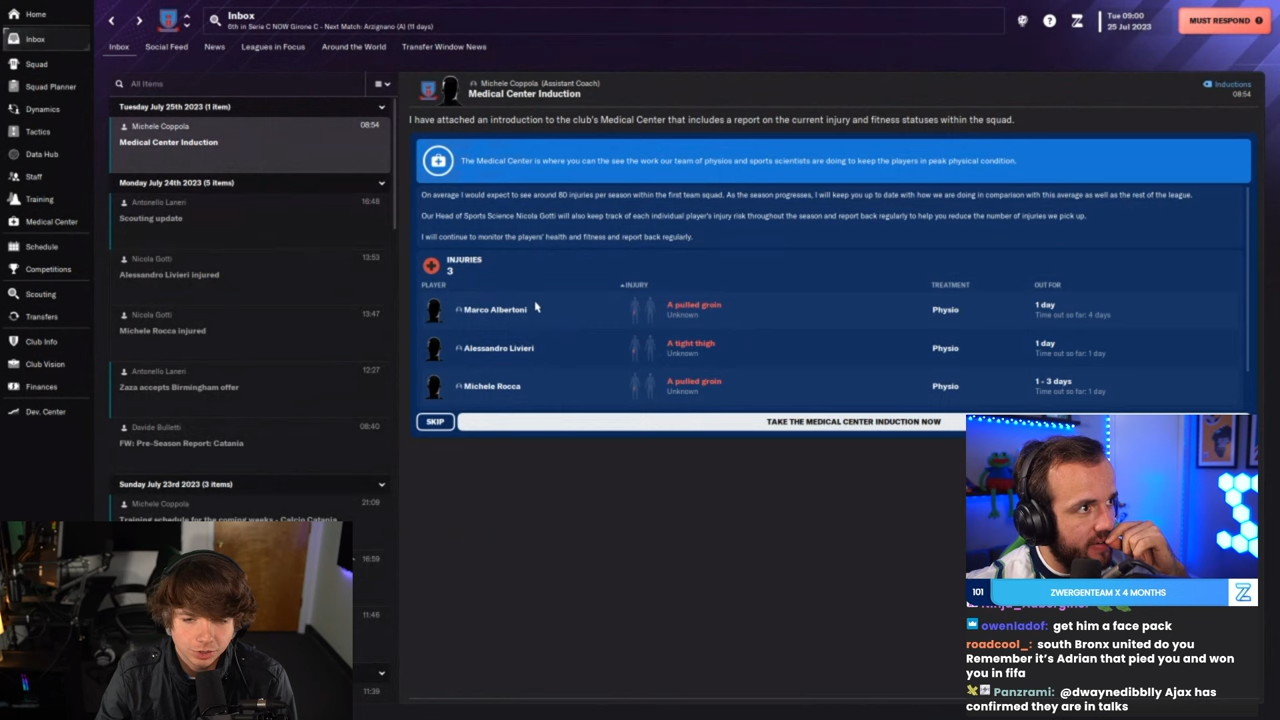 Home
Inbox
Squad
Squad Planner
Dynamics
Tactics
Data Hub
Staff
Training
Medical Center
Schedule
Competitions
Scouting
Transfers
Club Info
Club Vision
Finances
Dev. Center
Inbox
6th in Serie C NOW Girone C - Next Match: Arzignano (A) (11 days)
Tue 09:00
25 Jul 2023
MUST RESPOND
Inbox
Social Feed
News
Leagues in Focus
Around the World
Transfer Window News
All Items
Tuesday July 25th 2023 (1 item)
Michele Coppola 08:54
Medical Center Induction
Monday July 24th 2023 (5 items)
Antonello Laneri 16:48
Scouting update
Nicola Gotti 13:53
Alessandro Livieri injured
Nicola Gotti 13:47
Michele Rocca injured
Antonello Laneri 12:27
Zaza accepts Birmingham offer
Davide Bulletti 08:40
FW: Pre-Season Report: Catania
Sunday July 23rd 2023 (3 items)
Michele Coppola 21:08
Training schedule for the coming weeks - Calcio Catania
16:59
11:46
11:39
Michele Coppola (Assistant Coach)
Medical Center Induction
Inductions
08:54
I have attached an introduction to the club's Medical Center that includes a report on the current injury and fitness statuses within the squad.
The Medical Center is where you can the see the work our team of physios and sports scientists are doing to keep the players in peak physical condition.
On average I would expect to see around 80 injuries per season within the first team squad. As the season progresses, I will keep you up to date with how we are doing in comparison with this average as well as the rest of the league.
Our Head of Sports Science Nicola Gotti will also keep track of each individual player's injury risk throughout the season and report back regularly to help you reduce the number of injuries we pick up.
I will continue to monitor the players' health and fitness and report back regularly.
INJURIES
3
PLAYER INJURY TREATMENT OUT FOR
Marco Albertoni A pulled groin Physio 1 day
Unknown Time out so far: 4 days
Alessandro Livieri A tight thigh Physio 1 day
Unknown Time out so far: 1 day
Michele Rocca A pulled groin Physio 1 - 3 days
Unknown Time out so far: 1 day
SKIP
TAKE THE MEDICAL CENTER INDUCTION NOW
101 ZWERGENTEAM X 4 MONTHS
owenladof: get him a face pack
roadcool_: south Bronx united do you
Remember it's Adrian that pied you and won
you in fifa
Panzrami: @dwaynedibblly Ajax has
confirmed they are in talks